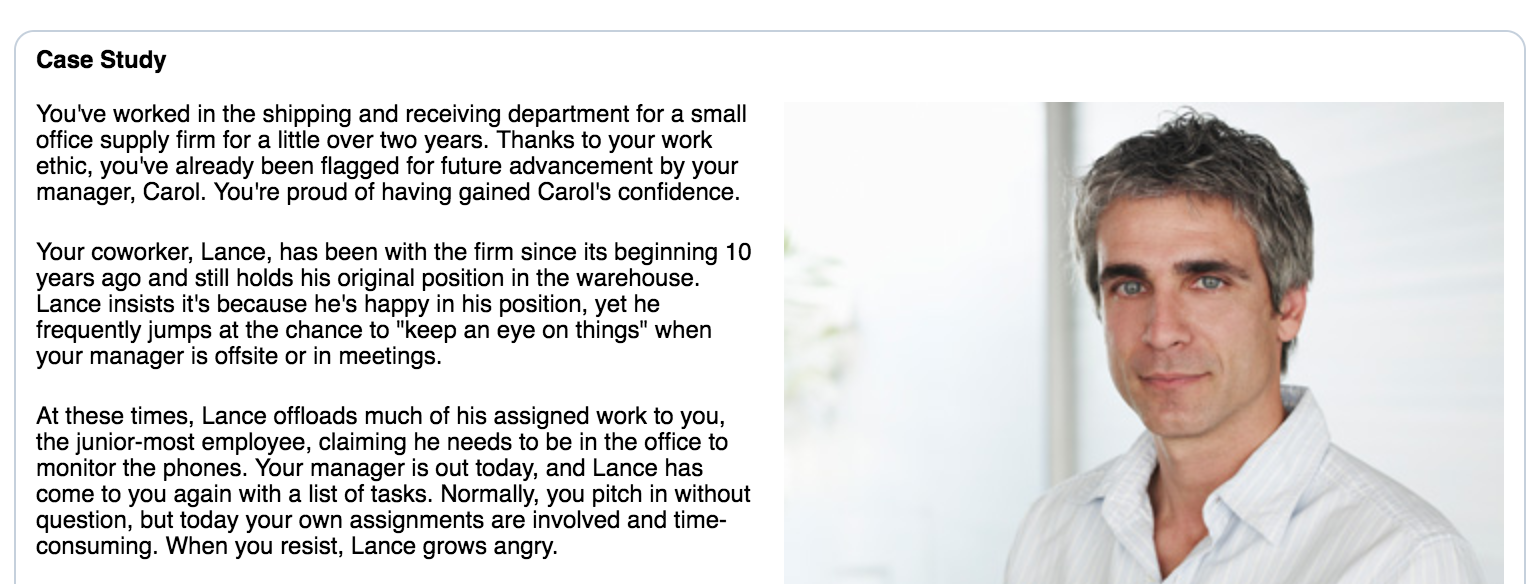 Case Study
You've worked in the shipping and receiving department for a small
office supply firm for a little over two years. Thanks to your work
ethic, you've already been flagged for future advancement by your
manager, Carol. You're proud of having gained Carol's confidence.
Your coworker, Lance, has been with the firm since its beginning 10
years ago and still holds his original position in the warehouse.
Lance insists it's because he's happy in his position, yet he
frequently jumps at the chance to "keep an eye on things" when
your manager is offsite or in meetings.
At these times, Lance offloads much of his assigned work to you,
the junior-most employee, claiming he needs to be in the office to
monitor the phones. Your manager is out today, and Lance has
come to you again with a list of tasks. Normally, you pitch in without
question, but today your own assignments are involved and time-
consuming. When you resist, Lance grows angry.